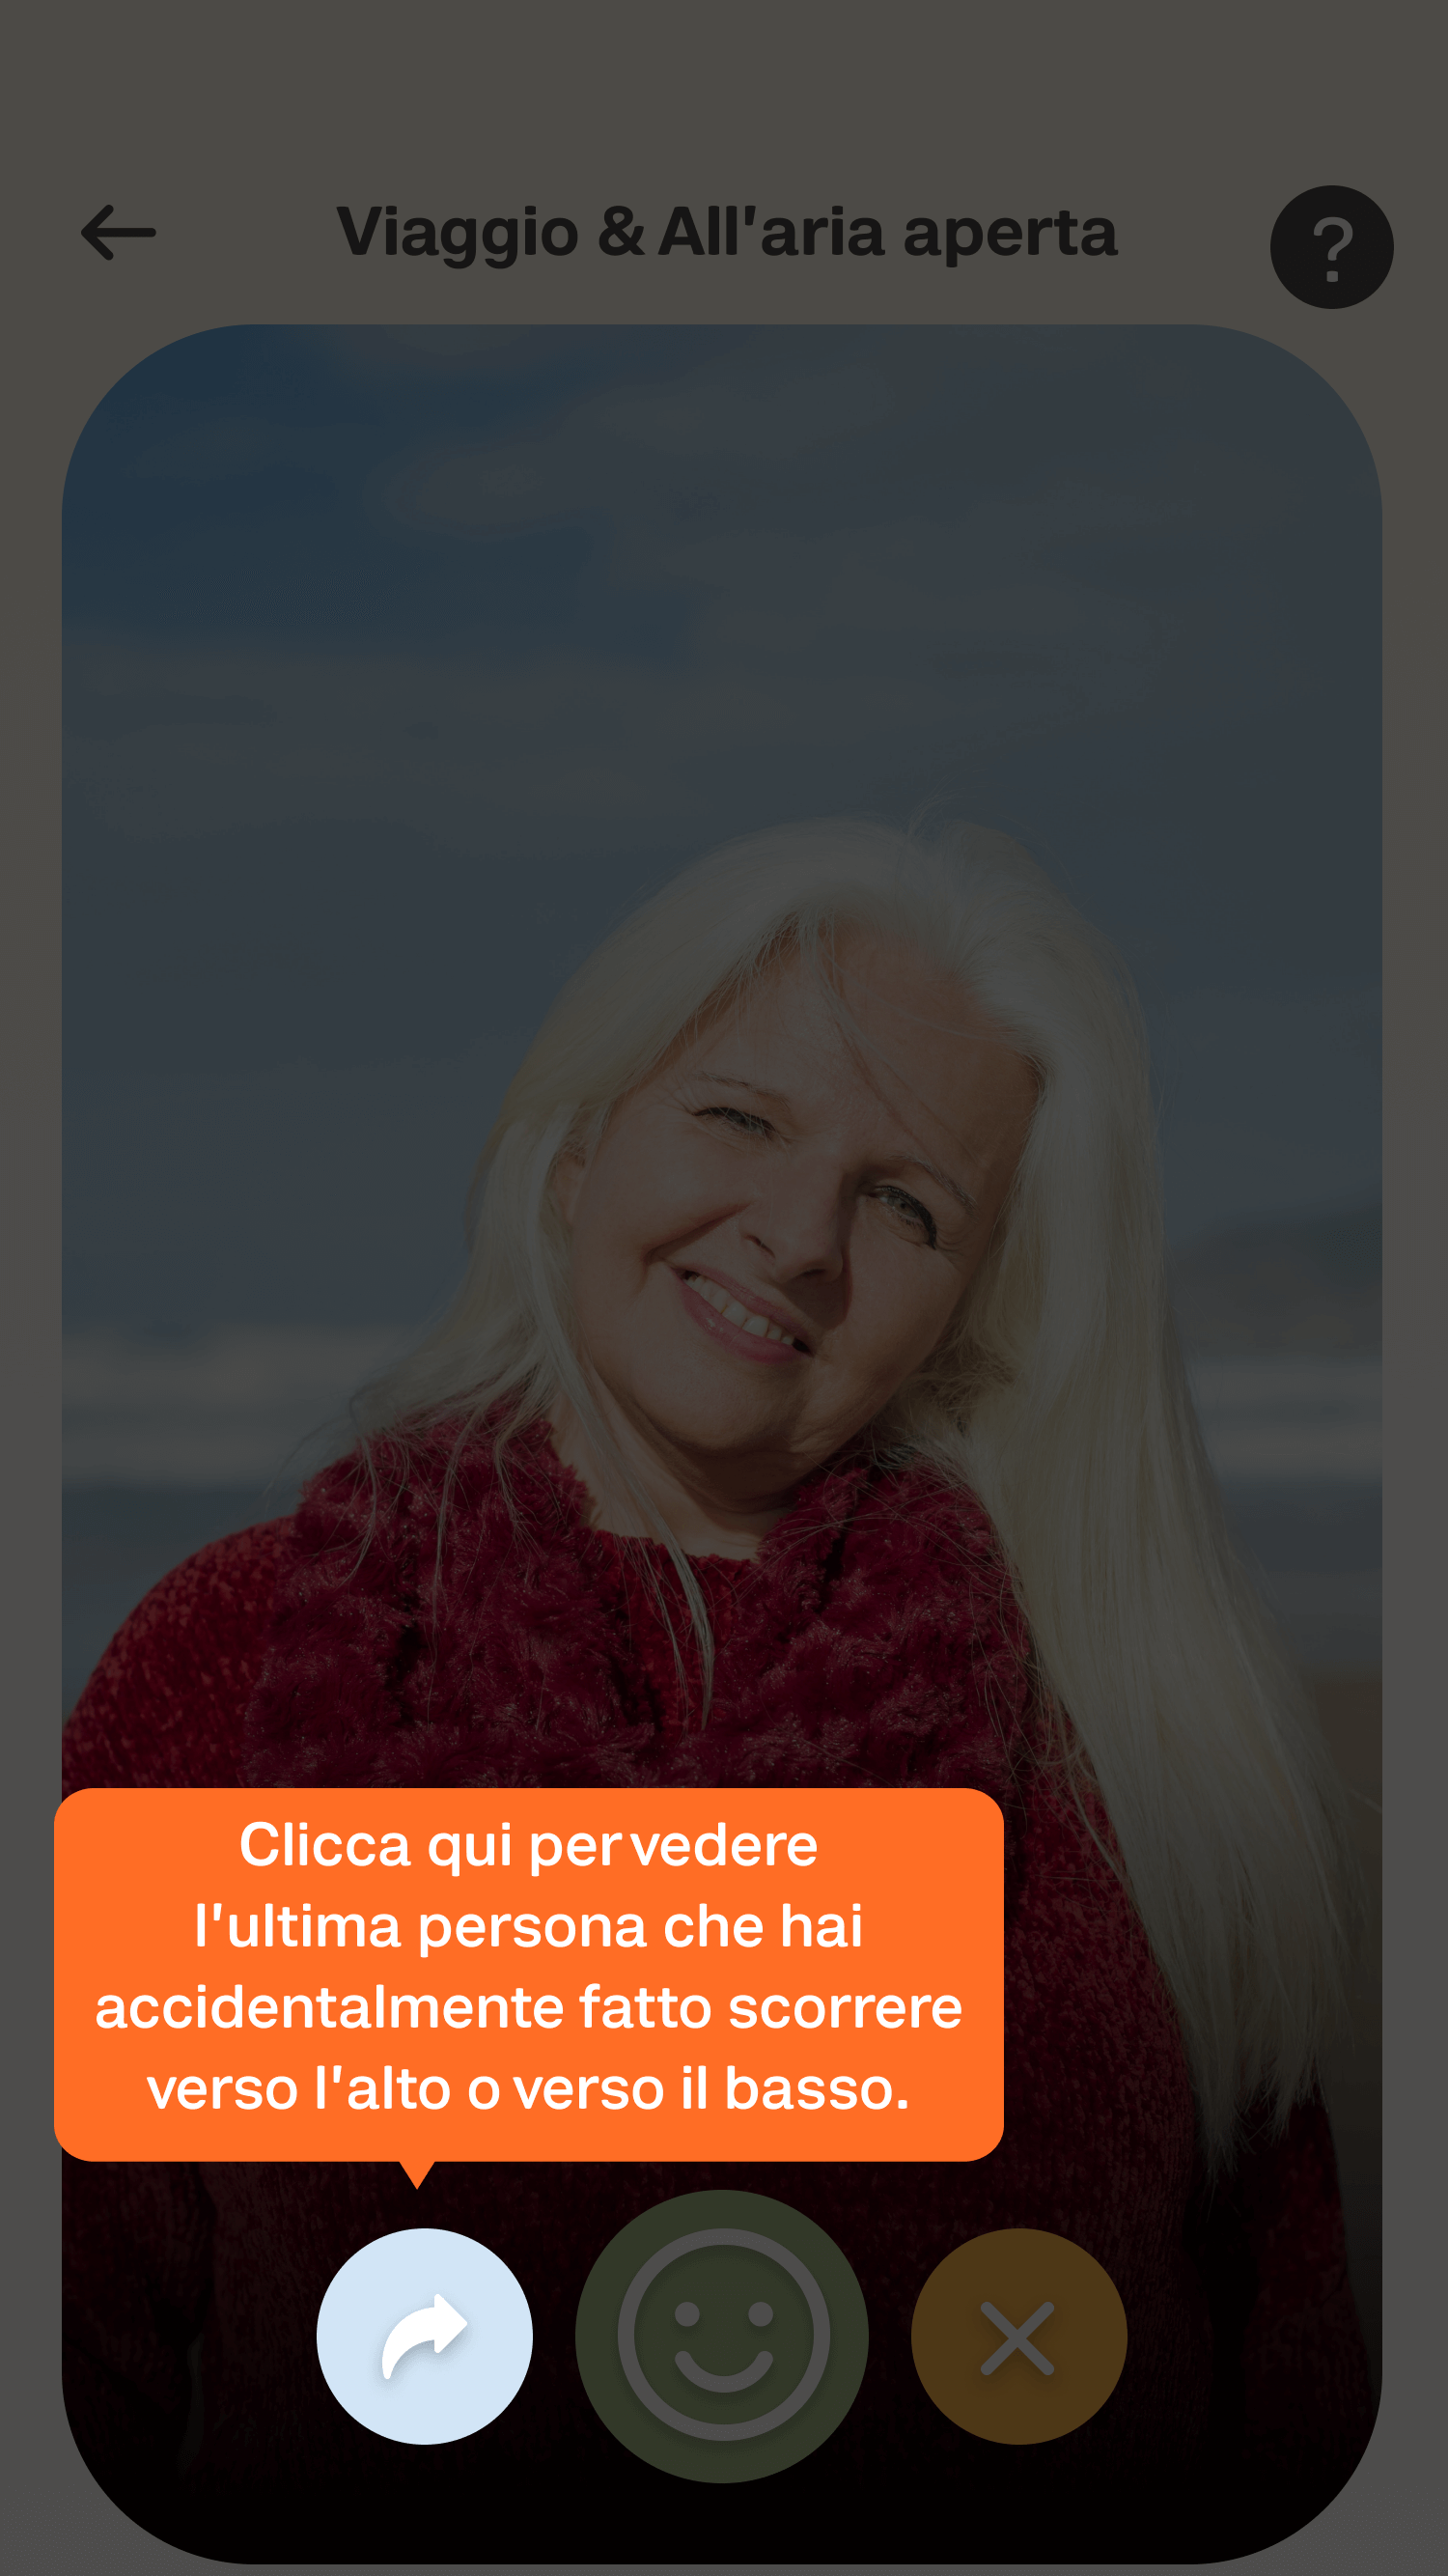 Viaggio & All'aria aperta
?
Clicca qui per vedere
l'ultima persona che hai
accidentalmente fatto scorrere
verso l'alto o verso il basso.